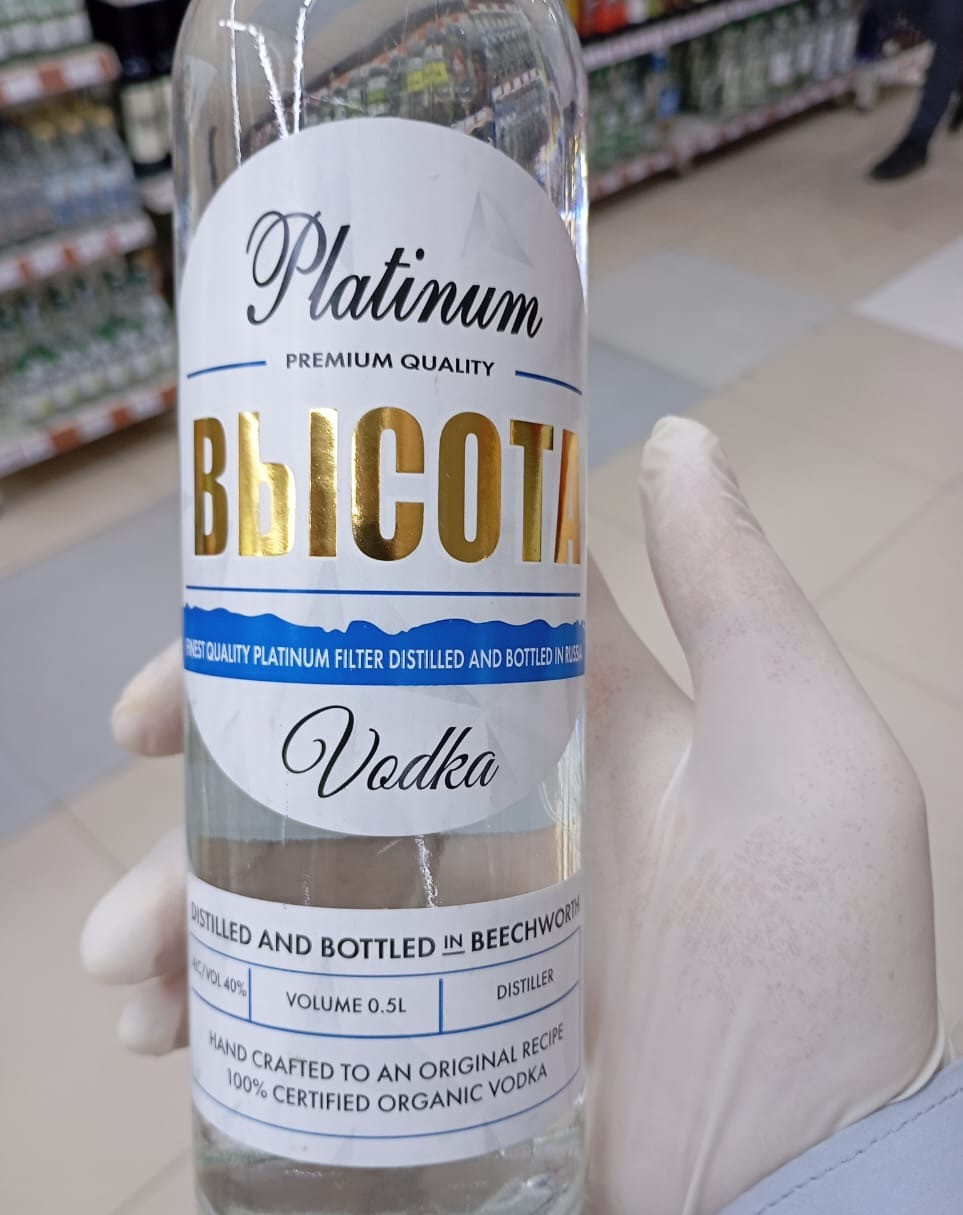 Platinum
PREMIUM QUALITY
ВЫСОТА
FINEST QUALITY PLATINUM FILTER DISTILLED AND BOTTLED IN RUSSIA
Vodka
DISTILLED AND BOTTLED IN BEECHWORTH
ALC/VOL 40%
VOLUME 0.5L
DISTILLER
HAND CRAFTED TO AN ORIGINAL RECIPE
100% CERTIFIED ORGANIC VODKA